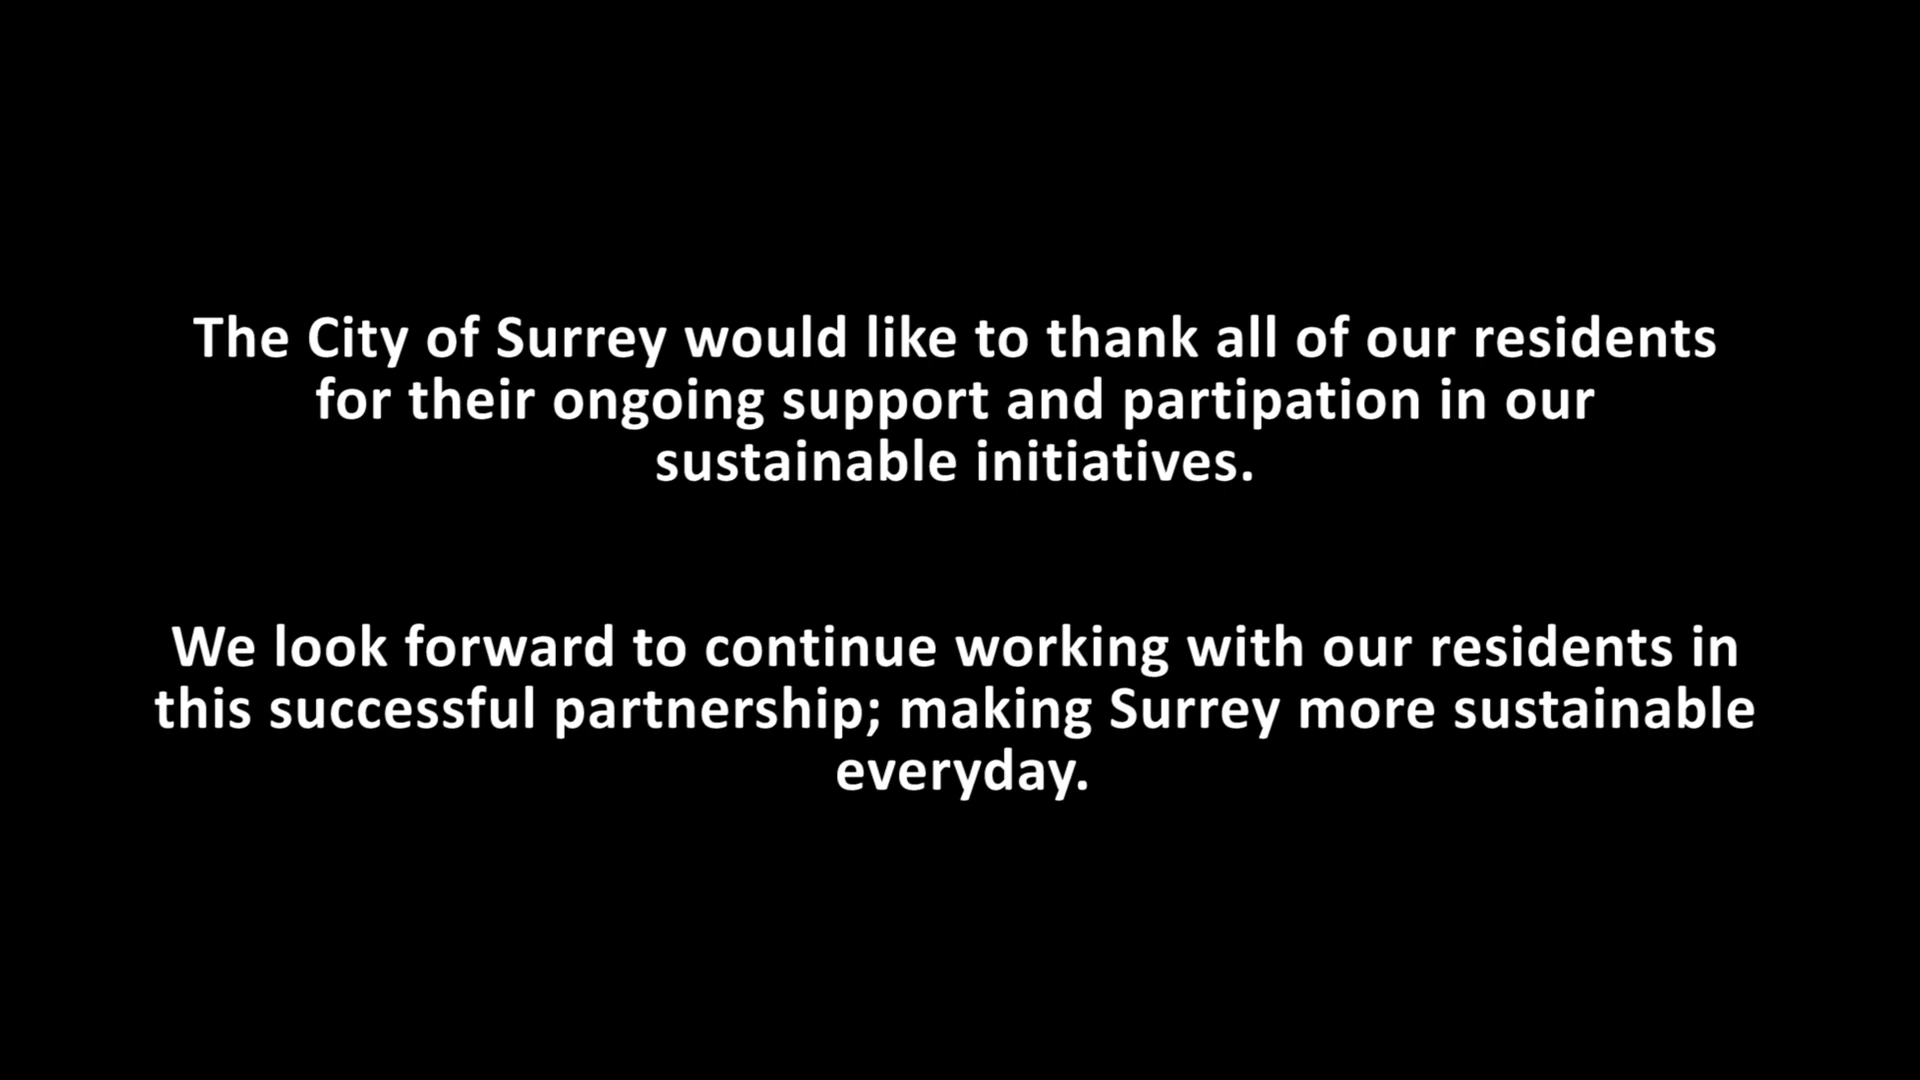 The City of Surrey would like to thank all of our residents
for their ongoing support and partipation in our
sustainable initiatives.
We look forward to continue working with our residents in
this successful partnership; making Surrey more sustainable
everyday.